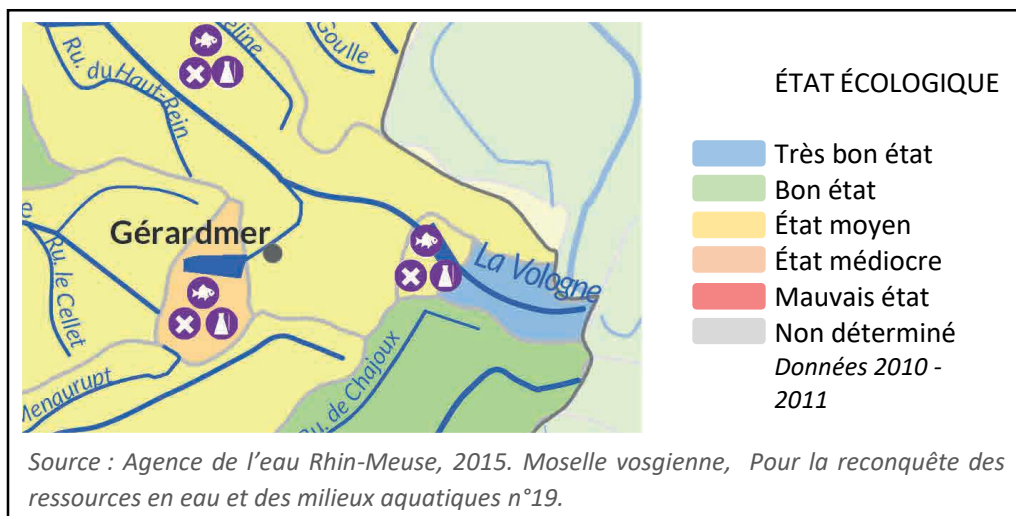 Ru. du Haut-Rein
eline
Goulle
Gérardmer
Ru. le Cellet
La Vologne
Menaurupt
Ru. de Chajoux
ÉTAT ÉCOLOGIQUE
Très bon état
Bon état
État moyen
État médiocre
Mauvais état
Non déterminé
Données 2010 -
2011
Source : Agence de l'eau Rhin-Meuse, 2015. Moselle vosgienne, Pour la reconquête des
ressources en eau et des milieux aquatiques n°19.